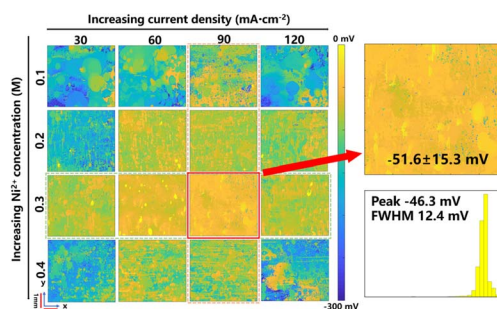 Increasing current density (mA·cm⁻²)
30 60 90 120
0 mV
Increasing Ni²⁺ concentration (M)
0.1
0.2
0.3
0.4
-51.6±15.3 mV
Peak -46.3 mV
FWHM 12.4 mV
y
1mm
x
-300 mV